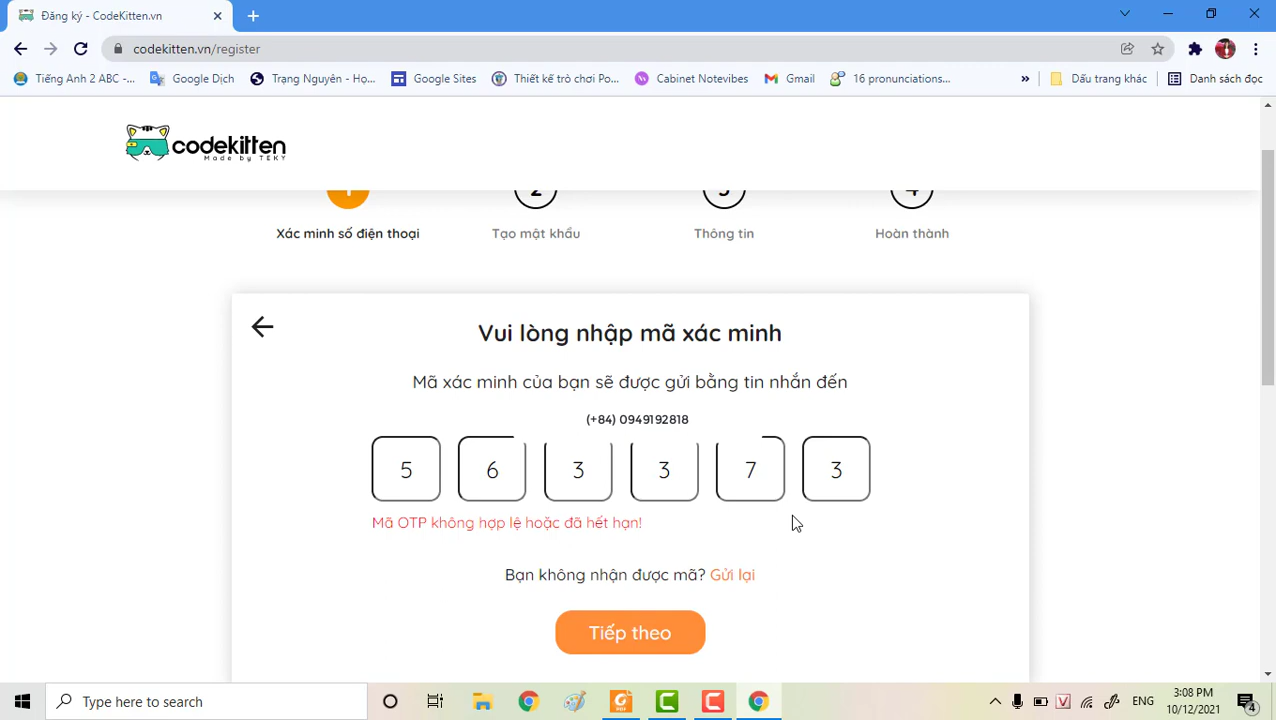 Đăng ký - CodeKitten.vn
codekitten.vn/register
Tiếng Anh 2 ABC -... Google Dịch Trạng Nguyên - Họ... Google Sites Thiết kế trò chơi Po... Cabinet Notevibes Gmail 16 pronunciations... » Dấu trang khác Danh sách đọc
codekitten
Made by TEKY
1 2 3 4
Xác minh số điện thoại Tạo mật khẩu Thông tin Hoàn thành
Vui lòng nhập mã xác minh
Mã xác minh của bạn sẽ được gửi bằng tin nhắn đến
(+84) 0949192818
5 6 3 3 7 3
Mã OTP không hợp lệ hoặc đã hết hạn!
Bạn không nhận được mã? Gửi lại
Tiếp theo
Type here to search
ENG
3:08 PM
10/12/2021
4